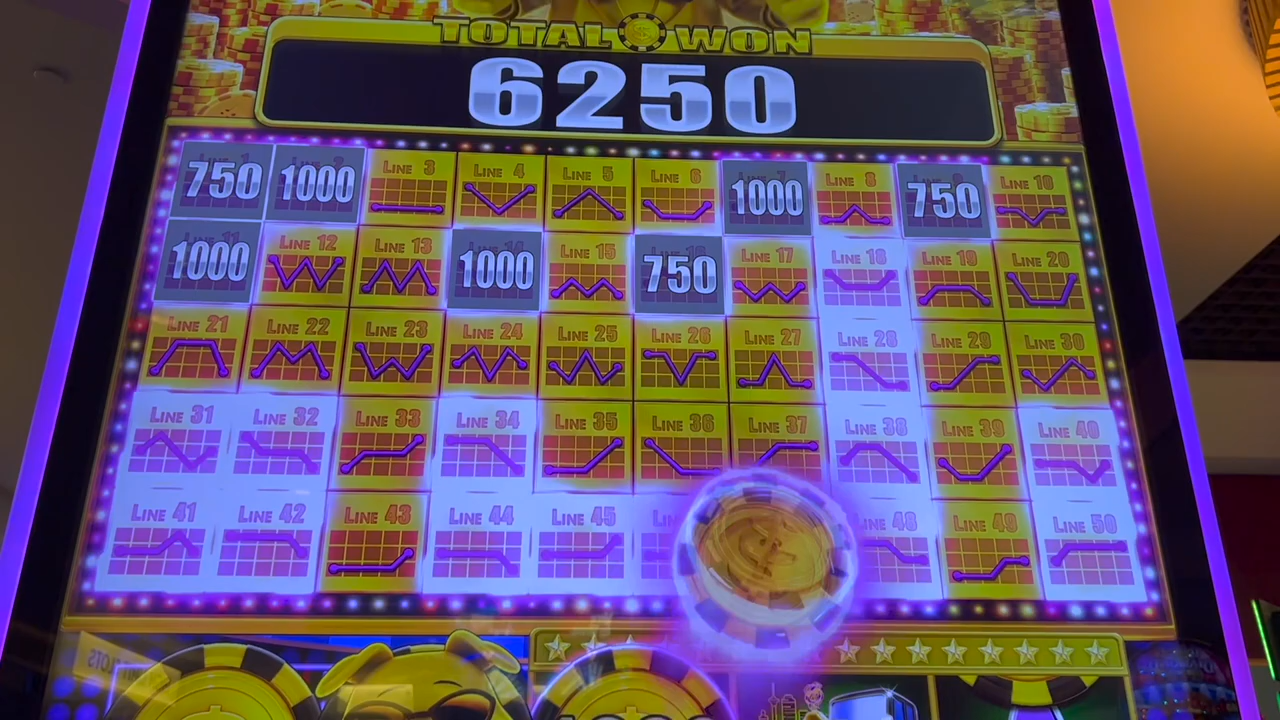 TOTAL WON
6250
750 1000 LINE 3 LINE 4 LINE 5 LINE 6 1000 LINE 8 750 LINE 10
1000 LINE 12 LINE 13 1000 LINE 15 750 LINE 17 LINE 18 LINE 19 LINE 20
LINE 21 LINE 22 LINE 23 LINE 24 LINE 25 LINE 26 LINE 27 LINE 28 LINE 29 LINE 30
LINE 31 LINE 32 LINE 33 LINE 34 LINE 35 LINE 36 LINE 37 LINE 38 LINE 39 LINE 40
LINE 41 LINE 42 LINE 43 LINE 44 LINE 45 LINE 48 LINE 49 LINE 50